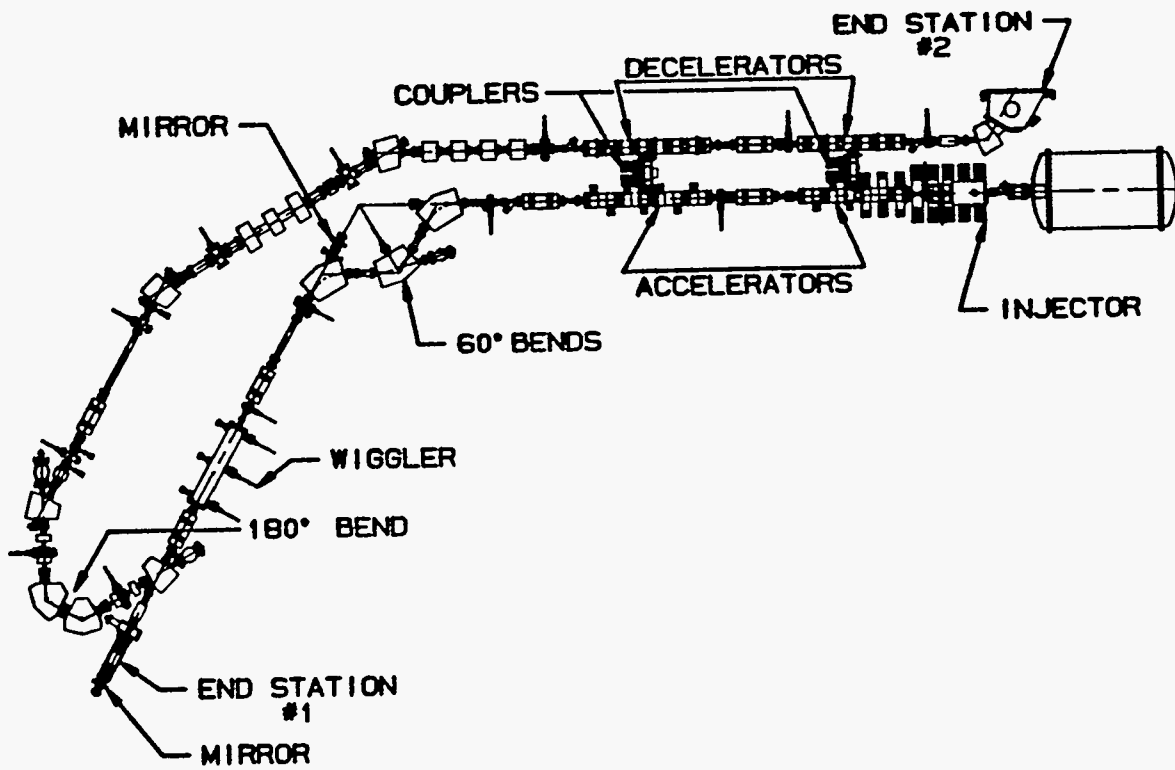 END STATION
#2
DECELERATORS
COUPLERS
MIRROR
ACCELERATORS
INJECTOR
60° BENDS
WIGGLER
180° BEND
END STATION
#1
MIRROR